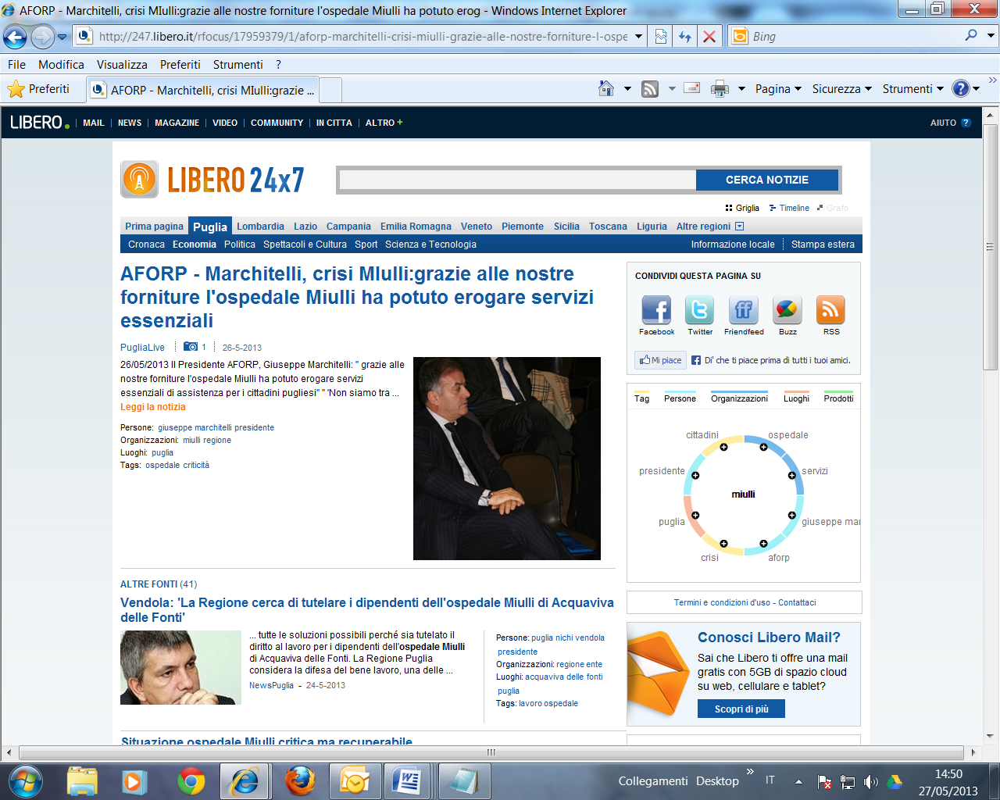 AFORP - Marchitelli, crisi MIulli:grazie alle nostre forniture l'ospedale Miulli ha potuto erog - Windows Internet Explorer
http://247.libero.it/rfocus/17959379/1/aforp-marchitelli-crisi-miulli-grazie-alle-nostre-forniture-l-ospe
Bing
File Modifica Visualizza Preferiti Strumenti ?
Preferiti
AFORP - Marchitelli, crisi MIulli:grazie ...
Pagina Sicurezza Strumenti
LIBERO. MAIL NEWS MAGAZINE VIDEO COMMUNITY IN CITTA ALTRO + AIUTO ?
LIBERO 24x7
CERCA NOTIZIE
Griglia Timeline Grafo
Prima pagina Puglia Lombardia Lazio Campania Emilia Romagna Veneto Piemonte Sicilia Toscana Liguria Altre regioni
Cronaca Economia Politica Spettacoli e Cultura Sport Scienza e Tecnologia Informazione locale Stampa estera
AFORP - Marchitelli, crisi MIulli:grazie alle nostre
forniture l'ospedale Miulli ha potuto erogare servizi
essenziali
PugliaLive 1 26-5-2013
26/05/2013 Il Presidente AFORP, Giuseppe Marchitelli: " grazie alle
nostre forniture l'ospedale Miulli ha potuto erogare servizi
essenziali di assistenza per i cittadini pugliesi" " 'Non siamo tra ...
Leggi la notizia
Persone: giuseppe marchitelli presidente
Organizzazioni: miulli regione
Luoghi: puglia
Tags: ospedale criticità
CONDIVIDI QUESTA PAGINA SU
Facebook Twitter Friendfeed Buzz RSS
Mi piace Di' che ti piace prima di tutti i tuoi amici.
Tag Persone Organizzazioni Luoghi Prodotti
cittadini ospedale
presidente servizi
miulli
puglia giuseppe mar
crisi aforp
Termini e condizioni d'uso - Contattaci
Conosci Libero Mail?
Sai che Libero ti offre una mail
gratis con 5GB di spazio cloud
su web, cellulare e tablet?
Scopri di più
ALTRE FONTI (41)
Vendola: 'La Regione cerca di tutelare i dipendenti dell'ospedale Miulli di Acquaviva
delle Fonti'
... tutte le soluzioni possibili perché sia tutelato il
diritto al lavoro per i dipendenti dell'ospedale Miulli
di Acquaviva delle Fonti. La Regione Puglia
considera la difesa del bene lavoro, una delle ...
NewsPuglia - 24-5-2013
Persone: puglia nichi vendola
presidente
Organizzazioni: regione ente
Luoghi: acquaviva delle fonti
puglia
Tags: lavoro ospedale
Situazione ospedale Miulli critica ma recuperabile
Collegamenti Desktop » IT 14:50
27/05/2013